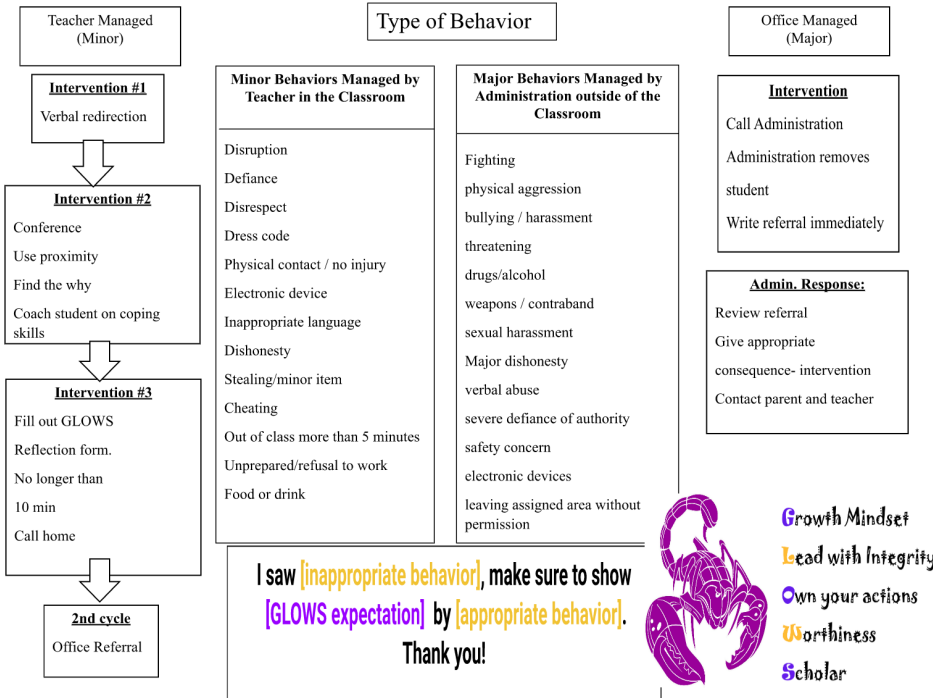 Teacher Managed
(Minor)
Type of Behavior
Office Managed
(Major)
Intervention #1
Verbal redirection
Intervention #2
Conference
Use proximity
Find the why
Coach student on coping
skills
Intervention #3
Fill out GLOWS
Reflection form.
No longer than
10 min
Call home
2nd cycle
Office Referral
Minor Behaviors Managed by
Teacher in the Classroom
Disruption
Defiance
Disrespect
Dress code
Physical contact / no injury
Electronic device
Inappropriate language
Dishonesty
Stealing/minor item
Cheating
Out of class more than 5 minutes
Unprepared/refusal to work
Food or drink
Major Behaviors Managed by
Administration outside of the
Classroom
Fighting
physical aggression
bullying / harassment
threatening
drugs/alcohol
weapons / contraband
sexual harassment
Major dishonesty
verbal abuse
severe defiance of authority
safety concern
electronic devices
leaving assigned area without
permission
Intervention
Call Administration
Administration removes
student
Write referral immediately
Admin. Response:
Review referral
Give appropriate
consequence- intervention
Contact parent and teacher
I saw [inappropriate behavior], make sure to show
[GLOWS expectation] by [appropriate behavior].
Thank you!
Growth Mindset
Lead with Integrity
Own your actions
Worthiness
Scholar